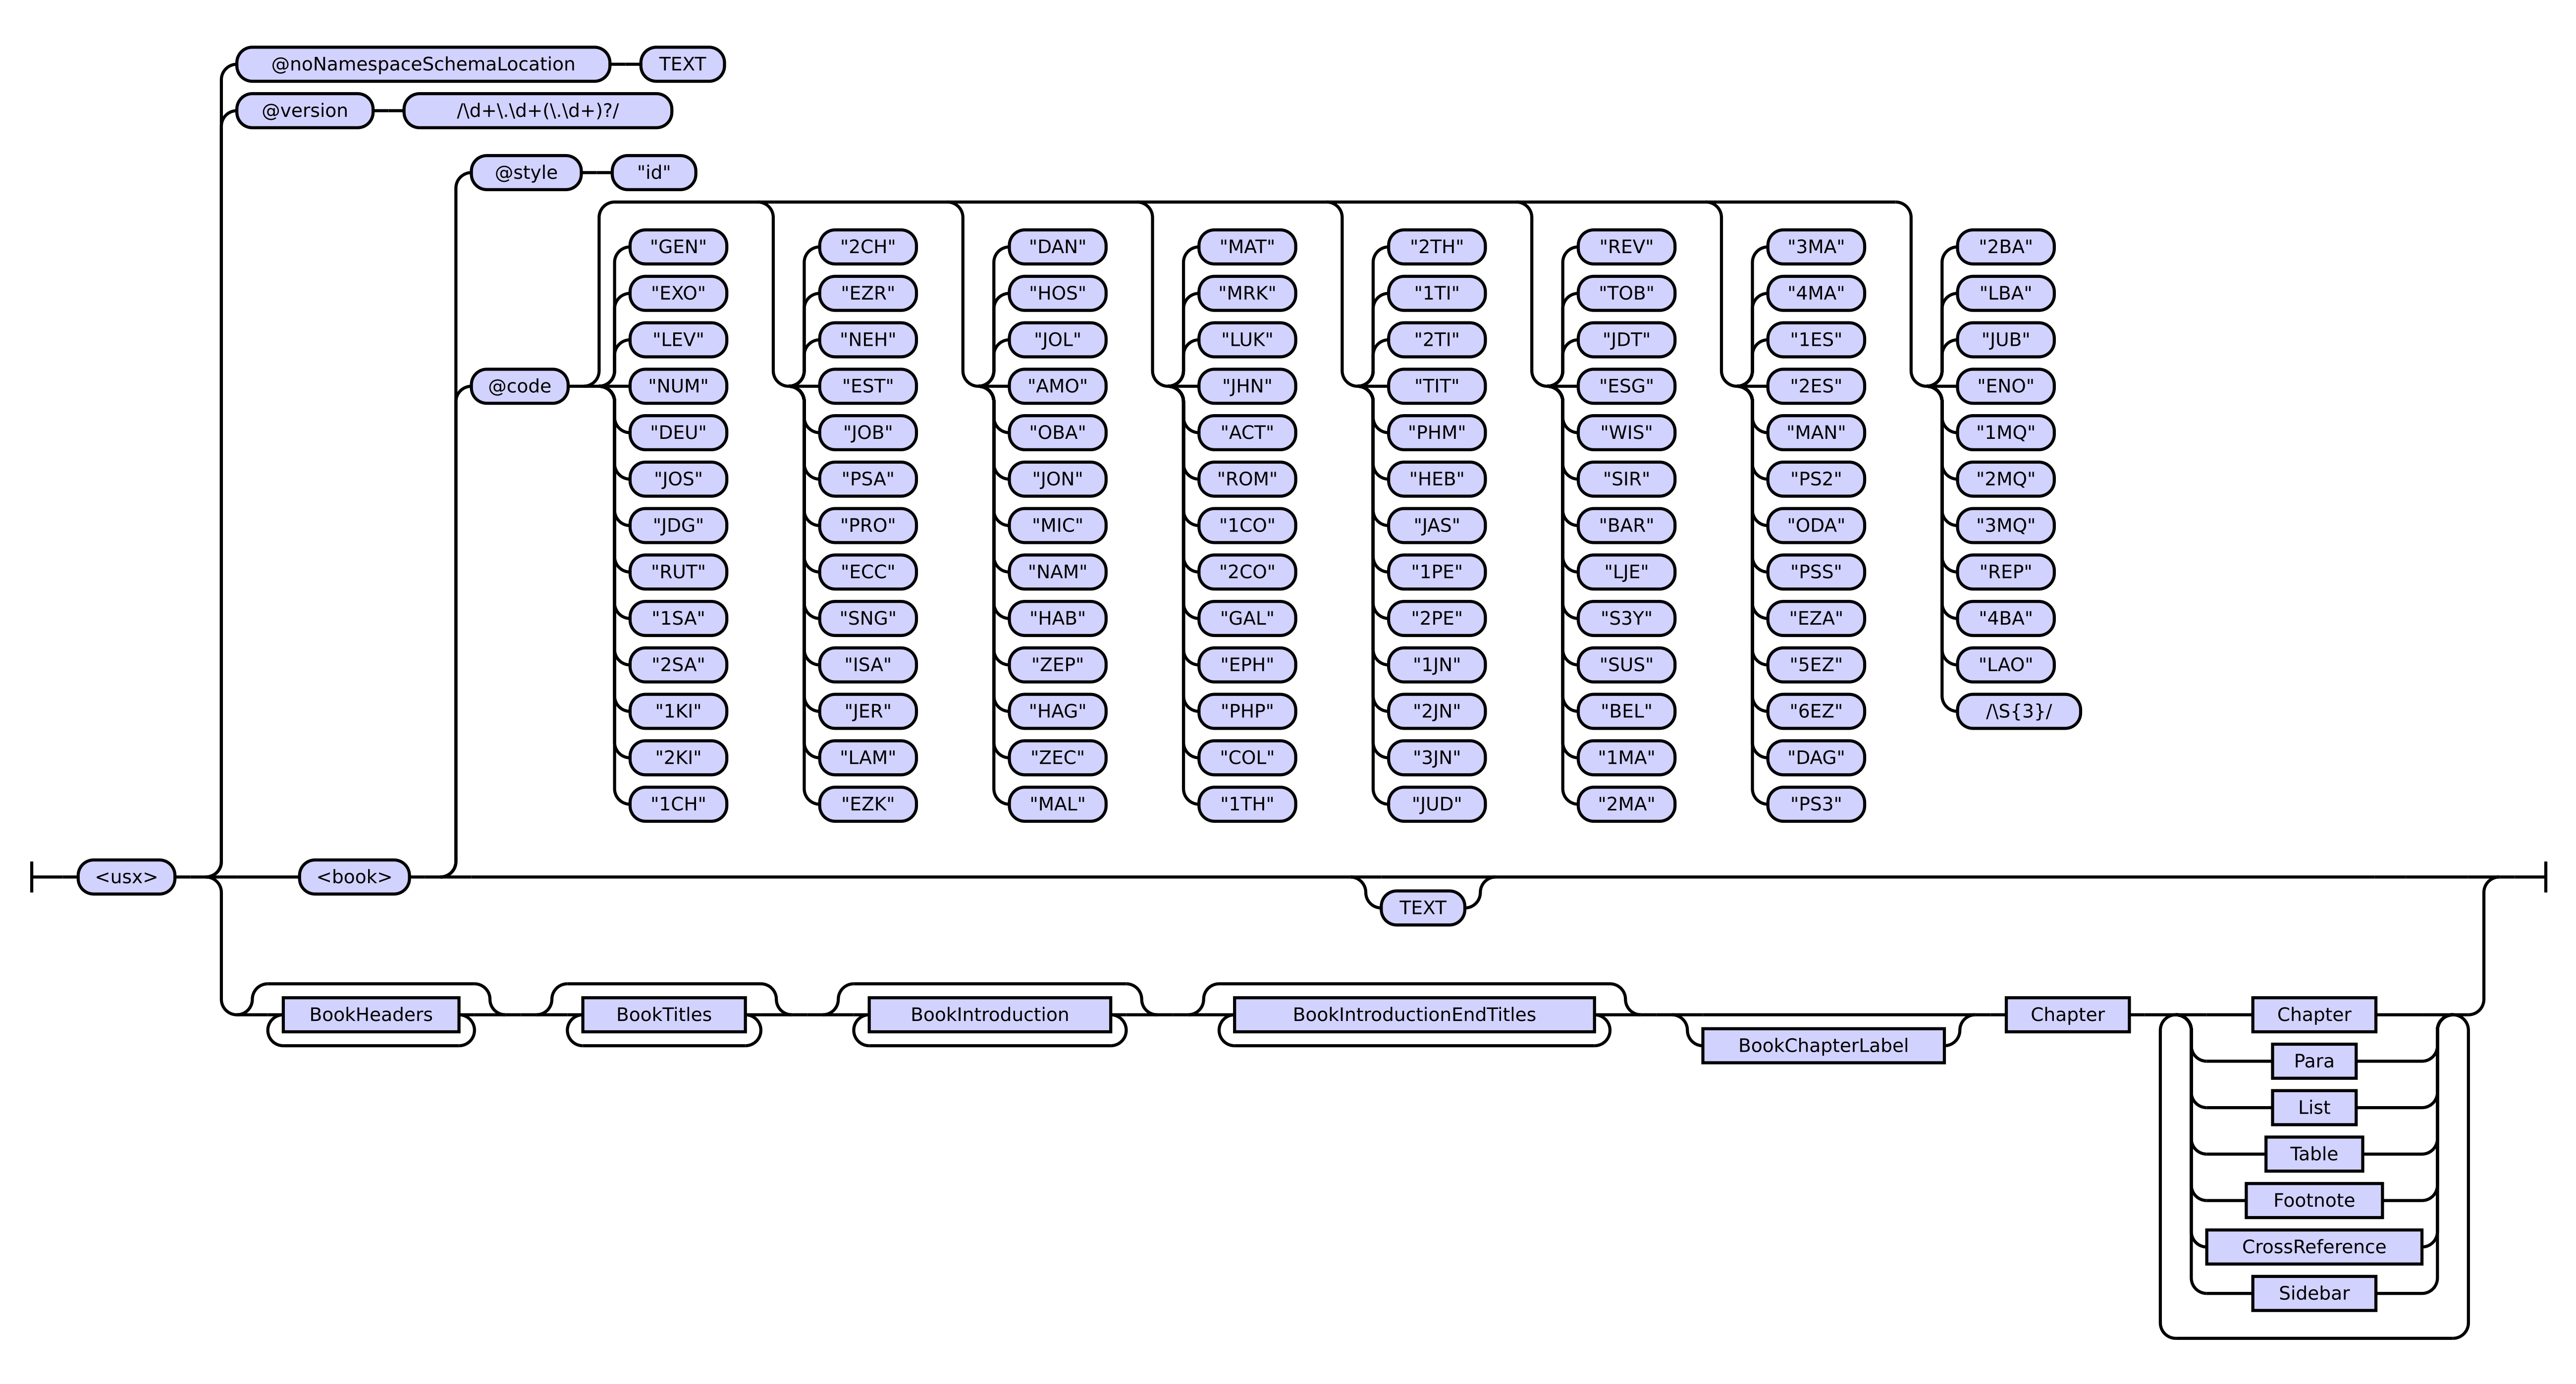 @noNamespaceSchemaLocation TEXT
@version /\d+\.\d+(\.\d+)?/
@style "id"
"GEN" "2CH" "DAN" "MAT" "2TH" "REV" "3MA" "2BA"
"EXO" "EZR" "HOS" "MRK" "1TI" "TOB" "4MA" "LBA"
"LEV" "NEH" "JOL" "LUK" "2TI" "JDT" "1ES" "JUB"
@code "NUM" "EST" "AMO" "JHN" "TIT" "ESG" "2ES" "ENO"
"DEU" "JOB" "OBA" "ACT" "PHM" "WIS" "MAN" "1MQ"
"JOS" "PSA" "JON" "ROM" "HEB" "SIR" "PS2" "2MQ"
"JDG" "PRO" "MIC" "1CO" "JAS" "BAR" "ODA" "3MQ"
"RUT" "ECC" "NAM" "2CO" "1PE" "LJE" "PSS" "REP"
"1SA" "SNG" "HAB" "GAL" "2PE" "S3Y" "EZA" "4BA"
"2SA" "ISA" "ZEP" "EPH" "1JN" "SUS" "5EZ" "LAO"
"1KI" "JER" "HAG" "PHP" "2JN" "BEL" "6EZ" /\S{3}/
"2KI" "LAM" "ZEC" "COL" "3JN" "1MA" "DAG"
"1CH" "EZK" "MAL" "1TH" "JUD" "2MA" "PS3"
<usx> <book>
TEXT
BookHeaders BookTitles BookIntroduction BookIntroductionEndTitles Chapter Chapter
BookChapterLabel
Para
List
Table
Footnote
CrossReference
Sidebar